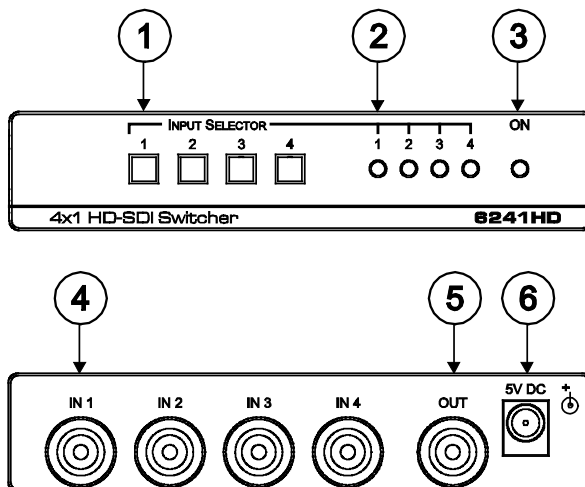 1 2 3
INPUT SELECTOR ON
1 2 3 4 1 2 3 4
4x1 HD-SDI Switcher 6241HD
4 5 6
IN 1 IN 2 IN 3 IN 4 OUT 5V DC +